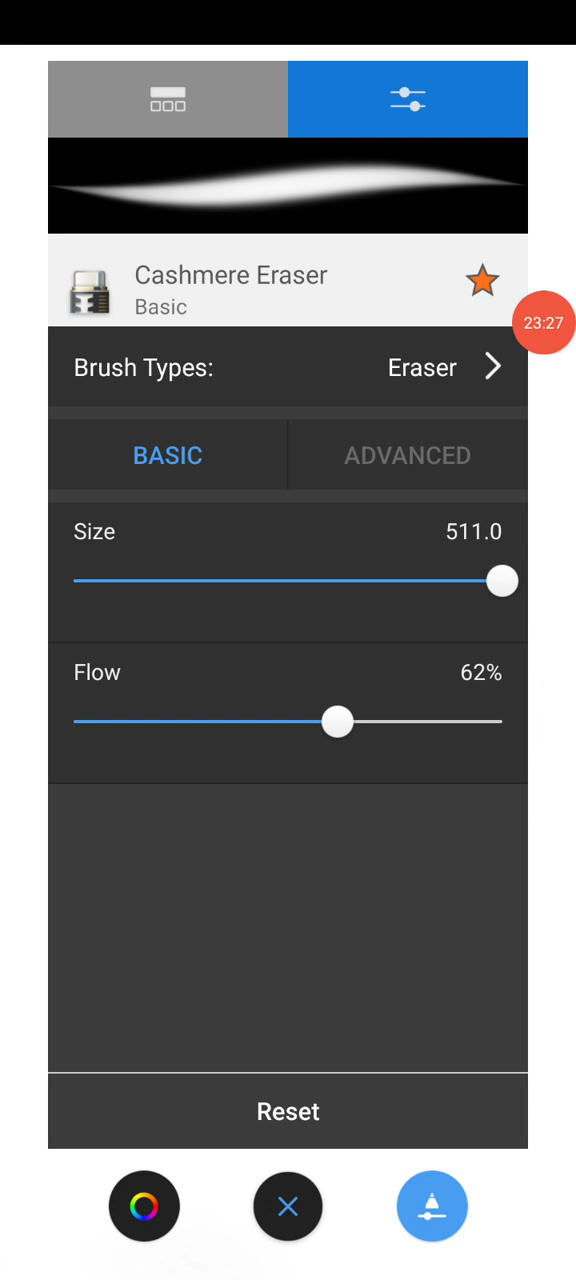 Cashmere Eraser
Basic
23:27
Brush Types: Eraser
BASIC ADVANCED
Size 511.0
Flow 62%
Reset